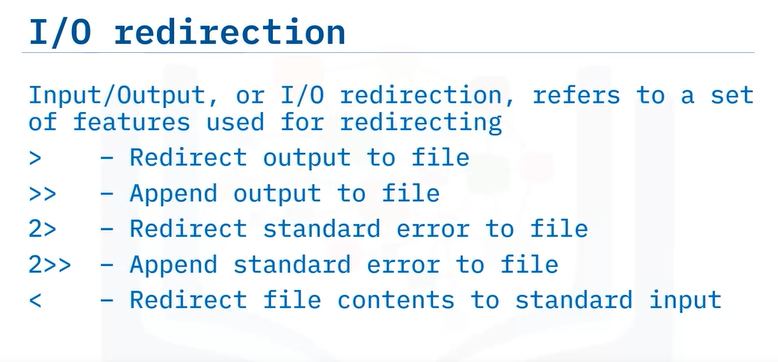 I/O redirection
Input/Output, or I/O redirection, refers to a set
of features used for redirecting
> – Redirect output to file
>> – Append output to file
2> – Redirect standard error to file
2>> – Append standard error to file
< – Redirect file contents to standard input